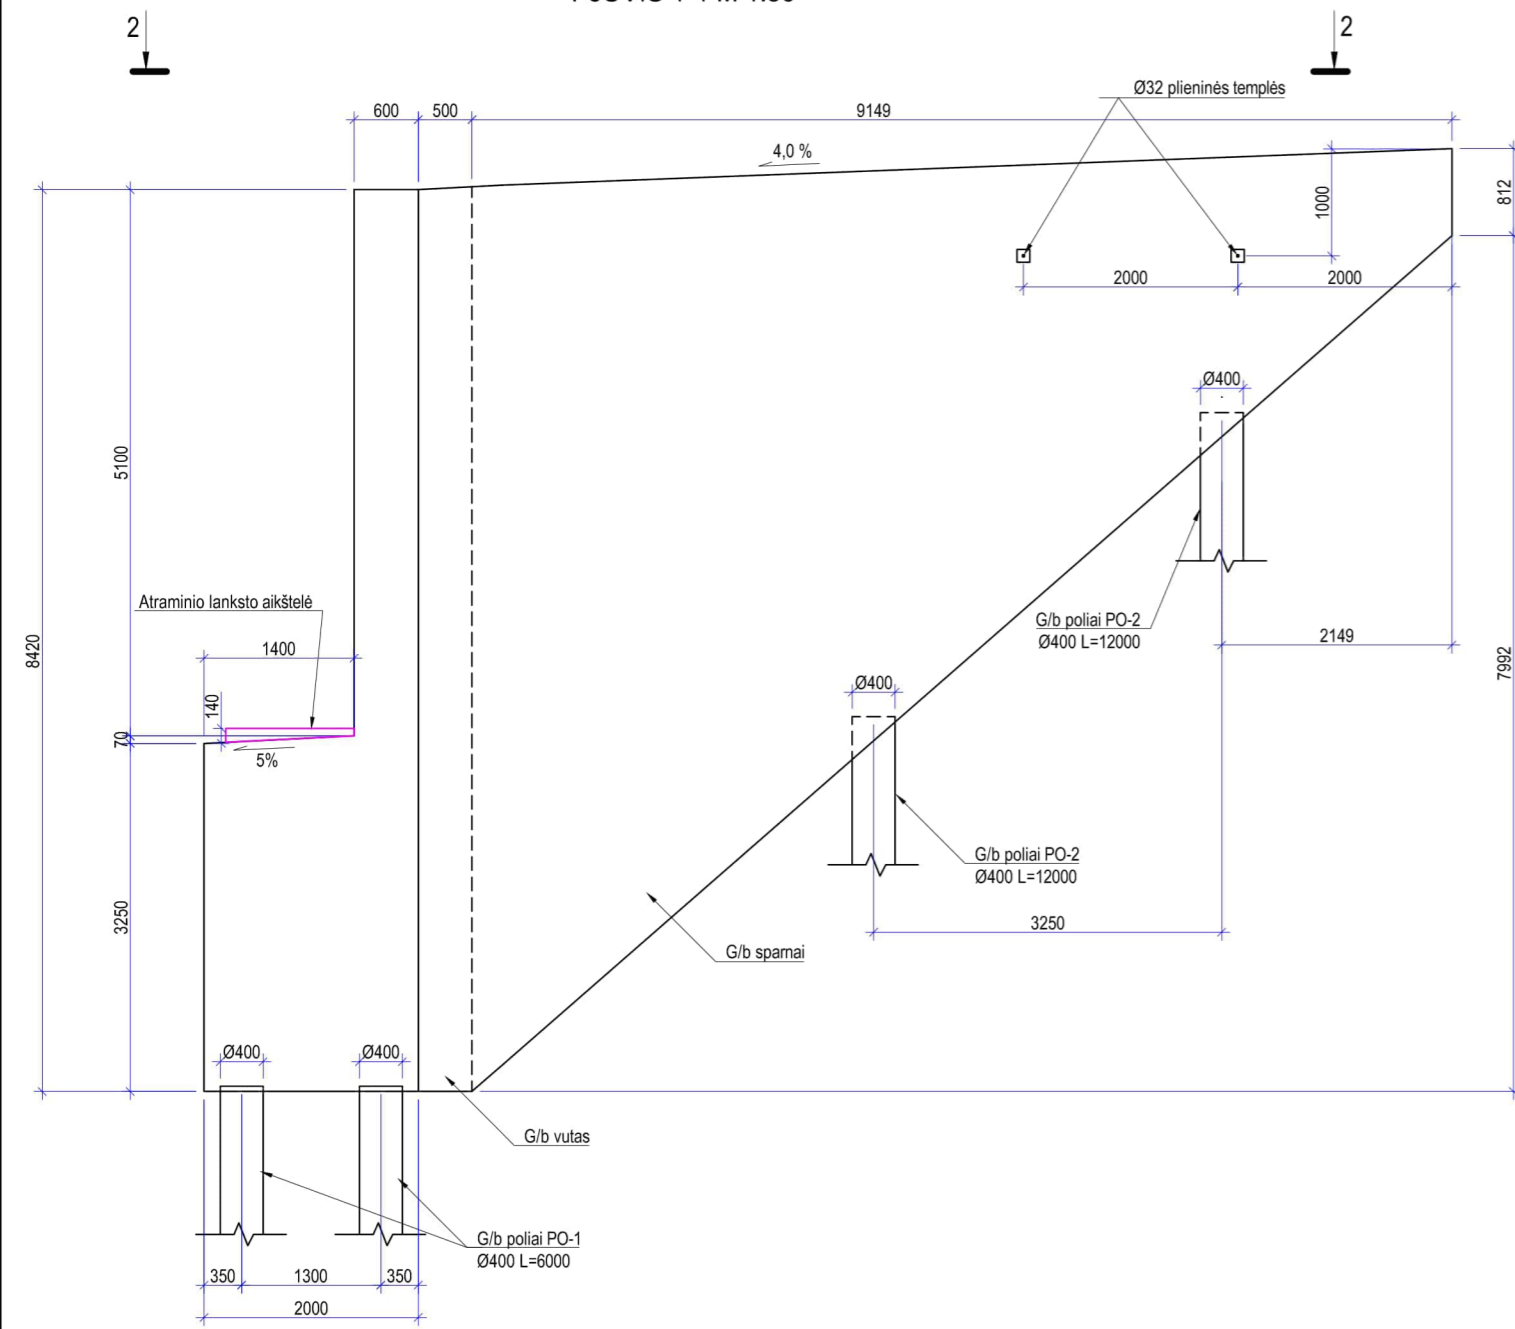 2
2
Ø32 plieninės templės
600
500
9149
4,0 %
812
1000
2000
2000
Ø400
5100
8420
7992
G/b poliai PO-2
Ø400 L=12000
2149
Atraminio lanksto aikštelė
1400
140
70
5%
Ø400
3250
G/b poliai PO-2
Ø400 L=12000
3250
G/b sparnai
Ø400
Ø400
G/b vutas
G/b poliai PO-1
Ø400 L=6000
350
1300
350
2000